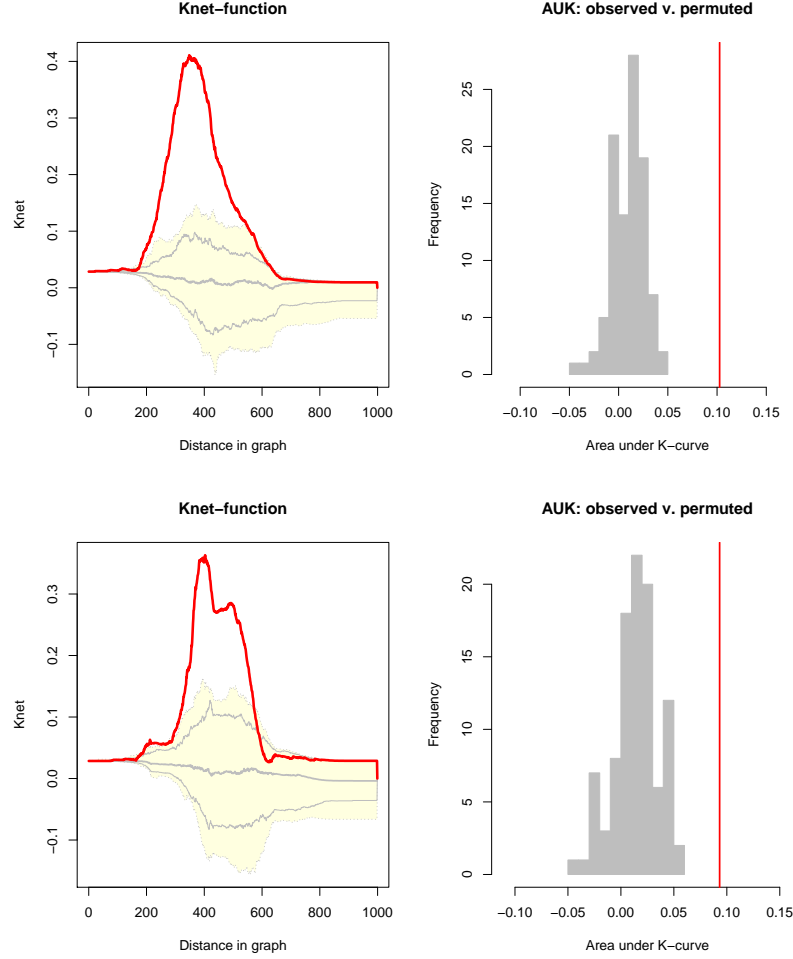 Knet−function
AUK: observed v. permuted
0.4
0.3
0.2
0.1
0.0
−0.1
Knet
0 200 400 600 800 1000
Distance in graph
25
20
15
10
5
0
Frequency
−0.10 −0.05 0.00 0.05 0.10 0.15
Area under K−curve
Knet−function
AUK: observed v. permuted
0.3
0.2
0.1
0.0
−0.1
Knet
0 200 400 600 800 1000
Distance in graph
20
15
10
5
0
Frequency
−0.10 −0.05 0.00 0.05 0.10 0.15
Area under K−curve